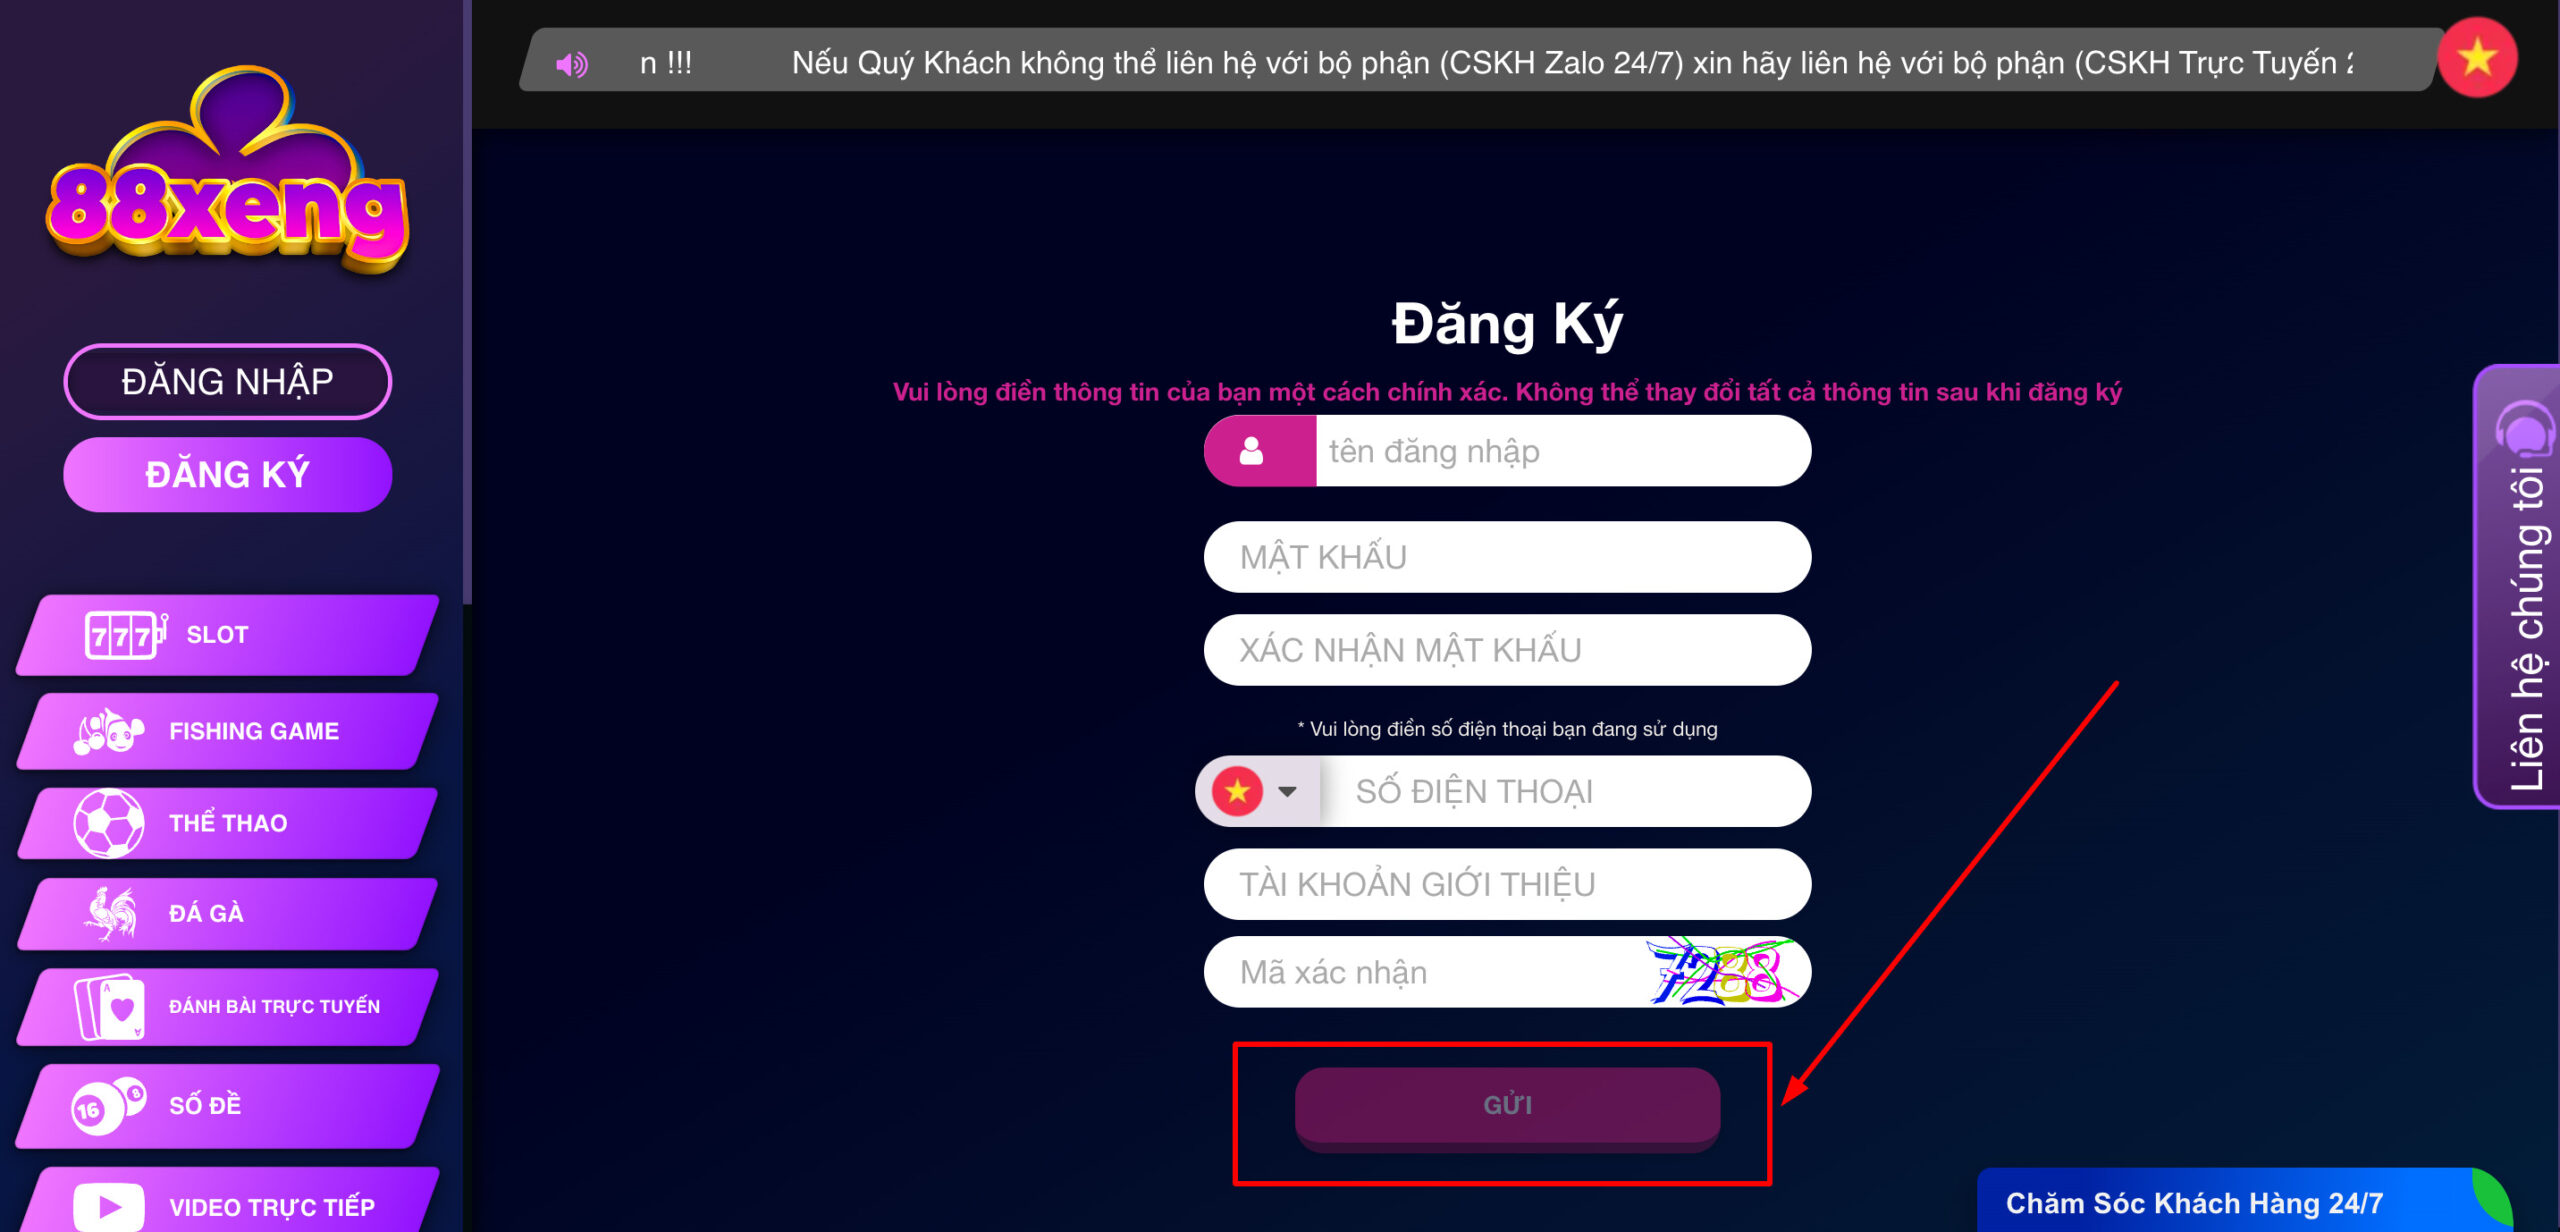 88xeng
ĐĂNG NHẬP
ĐĂNG KÝ
777 SLOT
FISHING GAME
THỂ THAO
ĐÁ GÀ
A A ĐÁNH BÀI TRỰC TUYẾN
16 8 SỐ ĐỀ
VIDEO TRỰC TIẾP
n !!! Nếu Quý Khách không thể liên hệ với bộ phận (CSKH Zalo 24/7) xin hãy liên hệ với bộ phận (CSKH Trực Tuyến
Đăng Ký
Vui lòng điền thông tin của bạn một cách chính xác. Không thể thay đổi tất cả thông tin sau khi đăng ký
tên đăng nhập
MẬT KHẨU
XÁC NHẬN MẬT KHẨU
* Vui lòng điền số điện thoại bạn đang sử dụng
SỐ ĐIỆN THOẠI
TÀI KHOẢN GIỚI THIỆU
Mã xác nhận
GỬI
Liên hệ chúng tôi
Chăm Sóc Khách Hàng 24/7